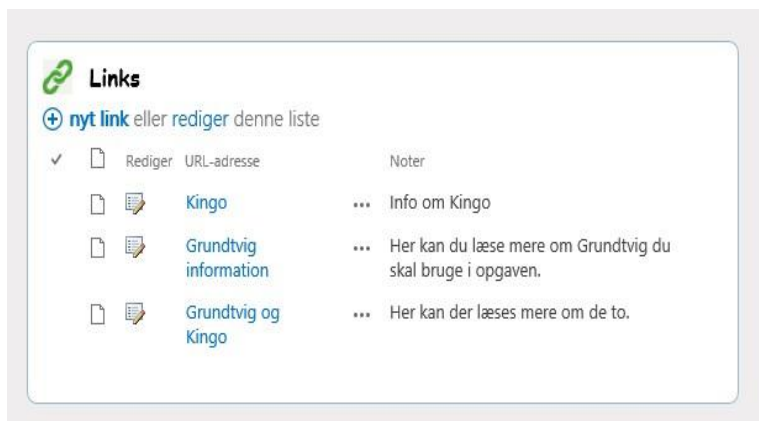 Links
nyt link eller rediger denne liste
Rediger URL-adresse Noter
Kingo ... Info om Kingo
Grundtvig information ... Her kan du læse mere om Grundtvig du
skal bruge i opgaven.
Grundtvig og Kingo ... Her kan der læses mere om de to.